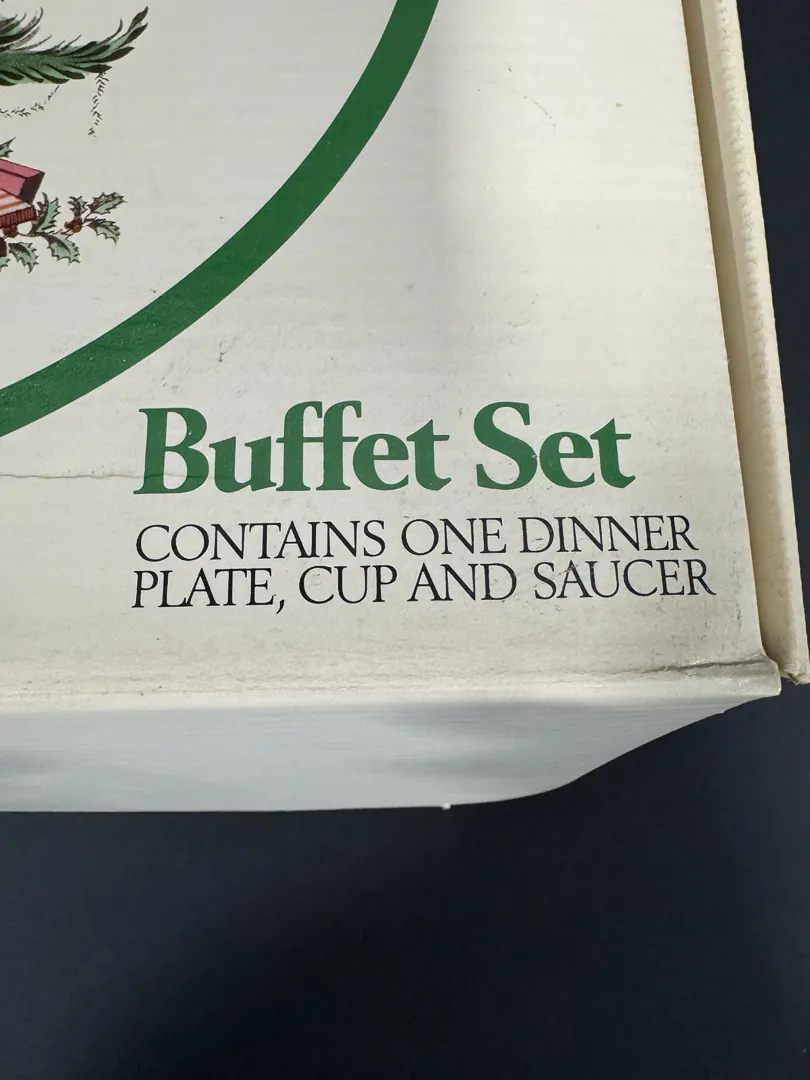 Buffet Set
CONTAINS ONE DINNER
PLATE, CUP AND SAUCER